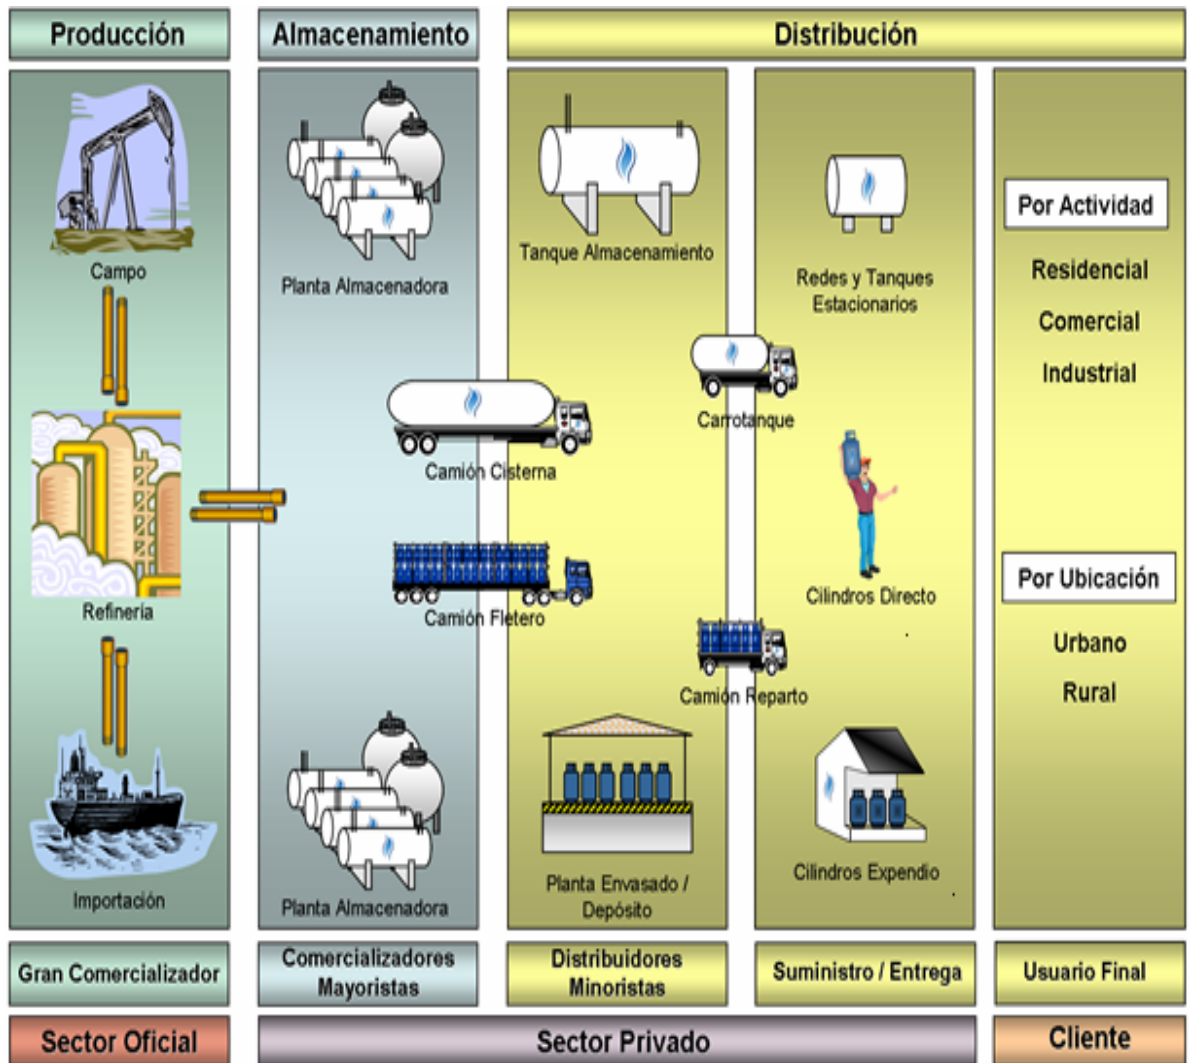 Producción
Almacenamiento
Distribución
Campo
Refinería
Importación
Planta Almacenadora
Camión Cisterna
Camión Fletero
Planta Almacenadora
Tanque Almacenamiento
Carrotanque
Camión Reparto
Planta Envasado /
Depósito
Redes y Tanques
Estacionarios
Cilindros Directo
Cilindros Expendio
Por Actividad
Residencial
Comercial
Industrial
Por Ubicación
Urbano
Rural
Gran Comercializador
Comercializadores
Mayoristas
Distribuidores
Minoristas
Suministro / Entrega
Usuario Final
Sector Oficial
Sector Privado
Cliente